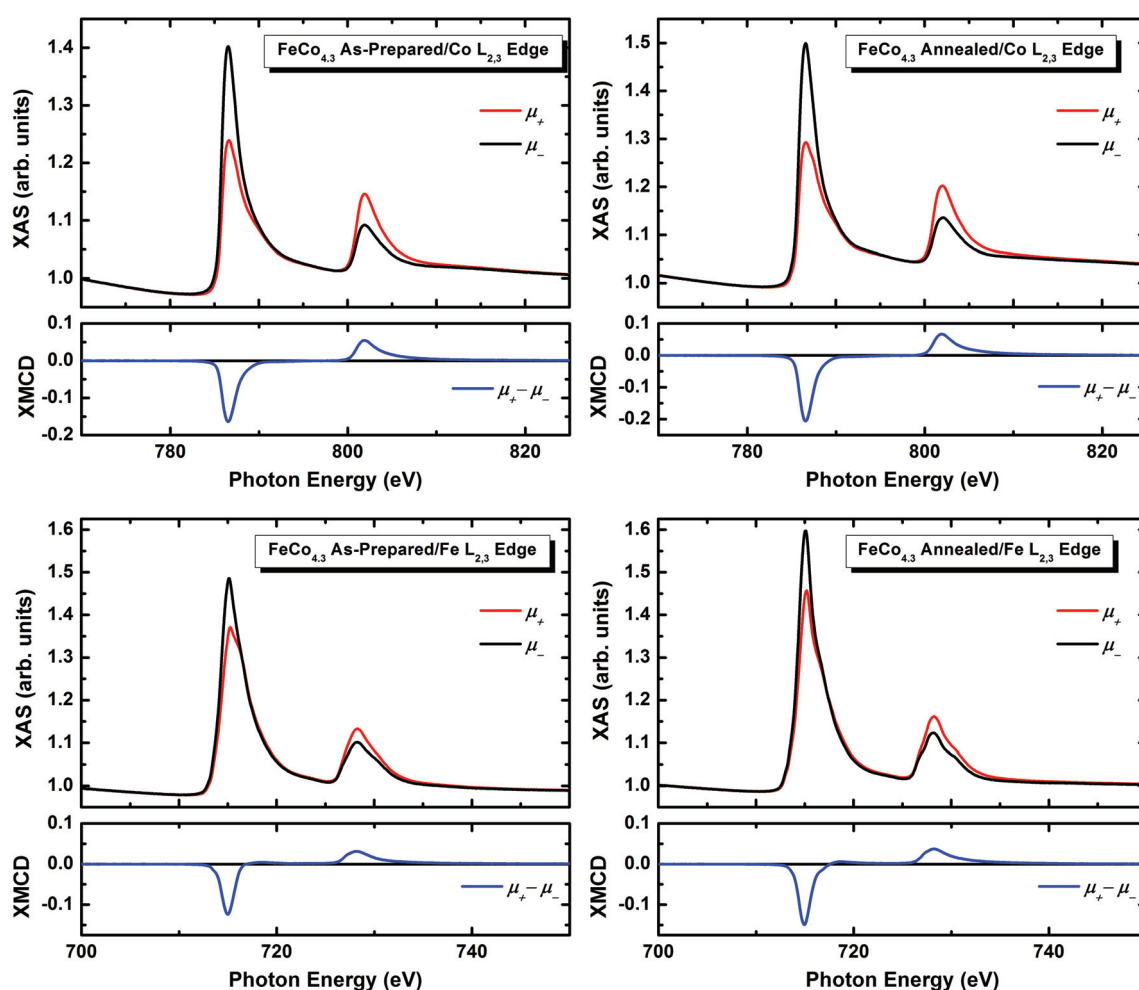 FeCo4.3 As-Prepared/Co L2,3 Edge
XAS (arb. units)
1.4
1.3
1.2
1.1
1.0
μ+
μ−
XMCD
0.1
0.0
-0.1
-0.2
μ+ − μ−
780
800
820
Photon Energy (eV)
FeCo4.3 Annealed/Co L2,3 Edge
XAS (arb. units)
1.5
1.4
1.3
1.2
1.1
1.0
μ+
μ−
XMCD
0.1
0.0
-0.1
-0.2
μ+ − μ−
780
800
820
Photon Energy (eV)
FeCo4.3 As-Prepared/Fe L2,3 Edge
XAS (arb. units)
1.6
1.5
1.4
1.3
1.2
1.1
1.0
μ+
μ−
XMCD
0.1
0.0
-0.1
μ+ − μ−
700
720
740
Photon Energy (eV)
FeCo4.3 Annealed/Fe L2,3 Edge
XAS (arb. units)
1.6
1.5
1.4
1.3
1.2
1.1
1.0
μ+
μ−
XMCD
0.1
0.0
-0.1
μ+ − μ−
700
720
740
Photon Energy (eV)